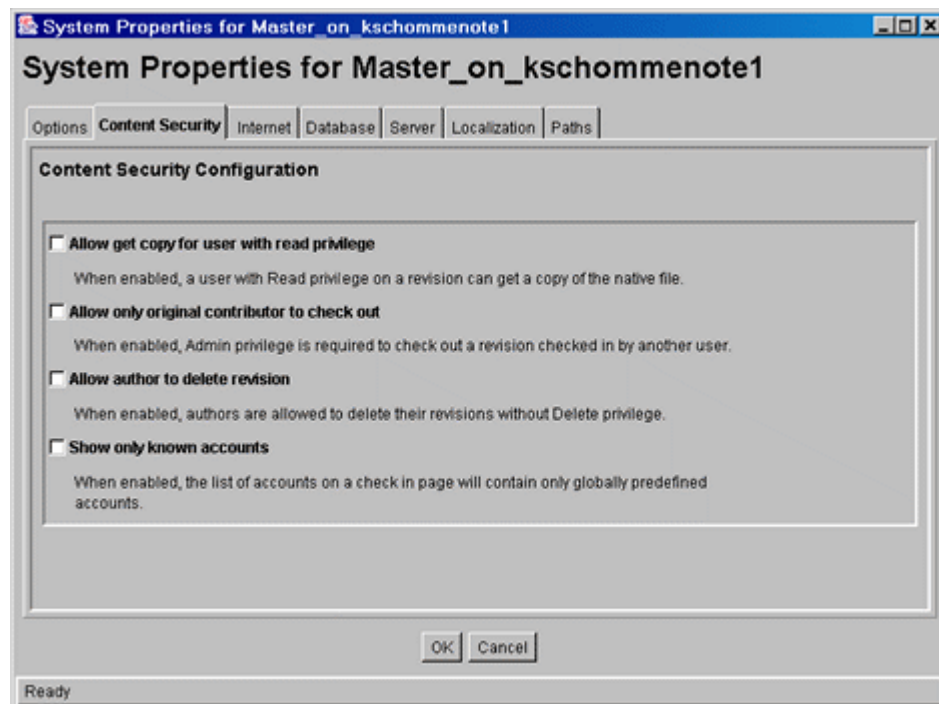 System Properties for Master_on_kschommenote1
System Properties for Master_on_kschommenote1
Options Content Security Internet Database Server Localization Paths
Content Security Configuration
Allow get copy for user with read privilege
When enabled, a user with Read privilege on a revision can get a copy of the native file.
Allow only original contributor to check out
When enabled, Admin privilege is required to check out a revision checked in by another user.
Allow author to delete revision
When enabled, authors are allowed to delete their revisions without Delete privilege.
Show only known accounts
When enabled, the list of accounts on a check in page will contain only globally predefined
accounts.
OK Cancel
Ready